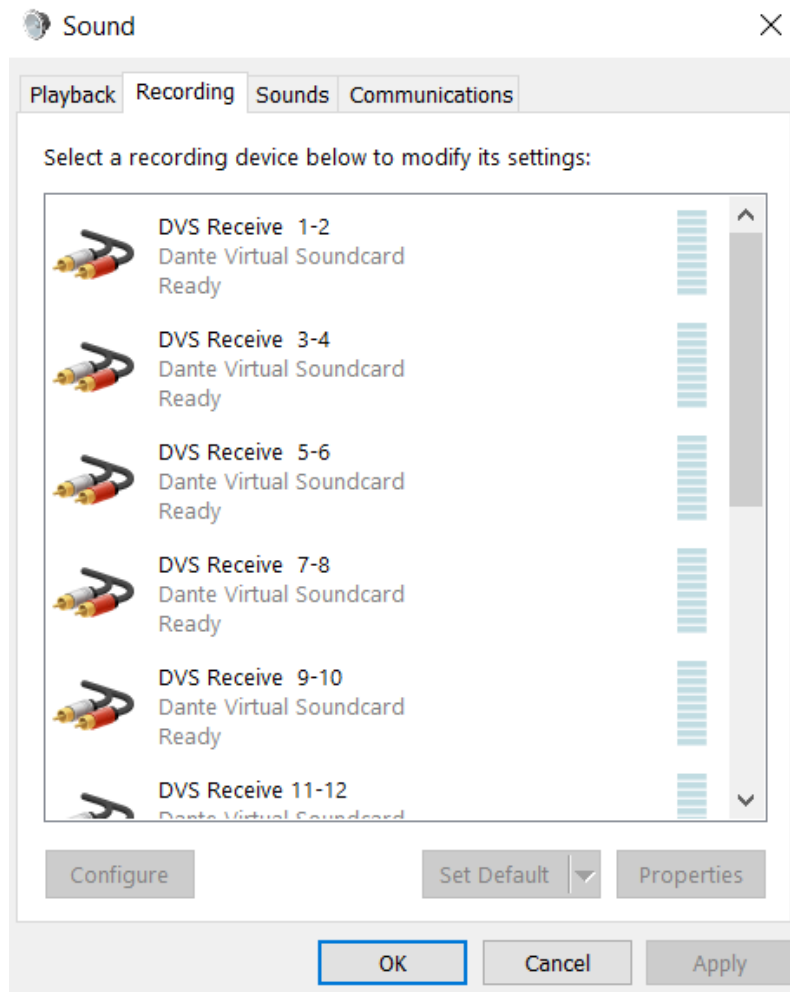 Sound
Playback Recording Sounds Communications
Select a recording device below to modify its settings:
DVS Receive  1-2
Dante Virtual Soundcard
Ready
DVS Receive  3-4
Dante Virtual Soundcard
Ready
DVS Receive  5-6
Dante Virtual Soundcard
Ready
DVS Receive  7-8
Dante Virtual Soundcard
Ready
DVS Receive  9-10
Dante Virtual Soundcard
Ready
DVS Receive 11-12
Dante Virtual Soundcard
Configure Set Default Properties
OK Cancel Apply